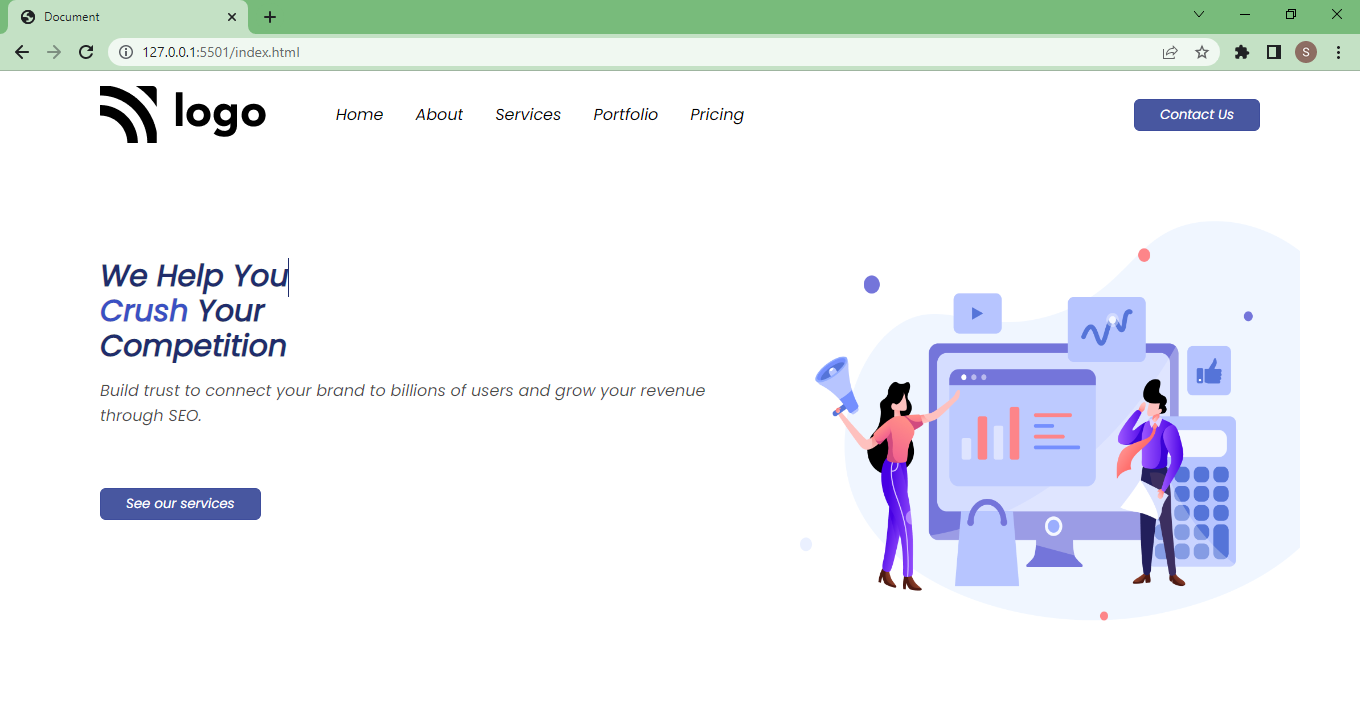 Document
127.0.0.1:5501/index.html
S
logo
Home
About
Services
Portfolio
Pricing
Contact Us
We Help You
Crush Your
Competition
Build trust to connect your brand to billions of users and grow your revenue
through SEO.
See our services